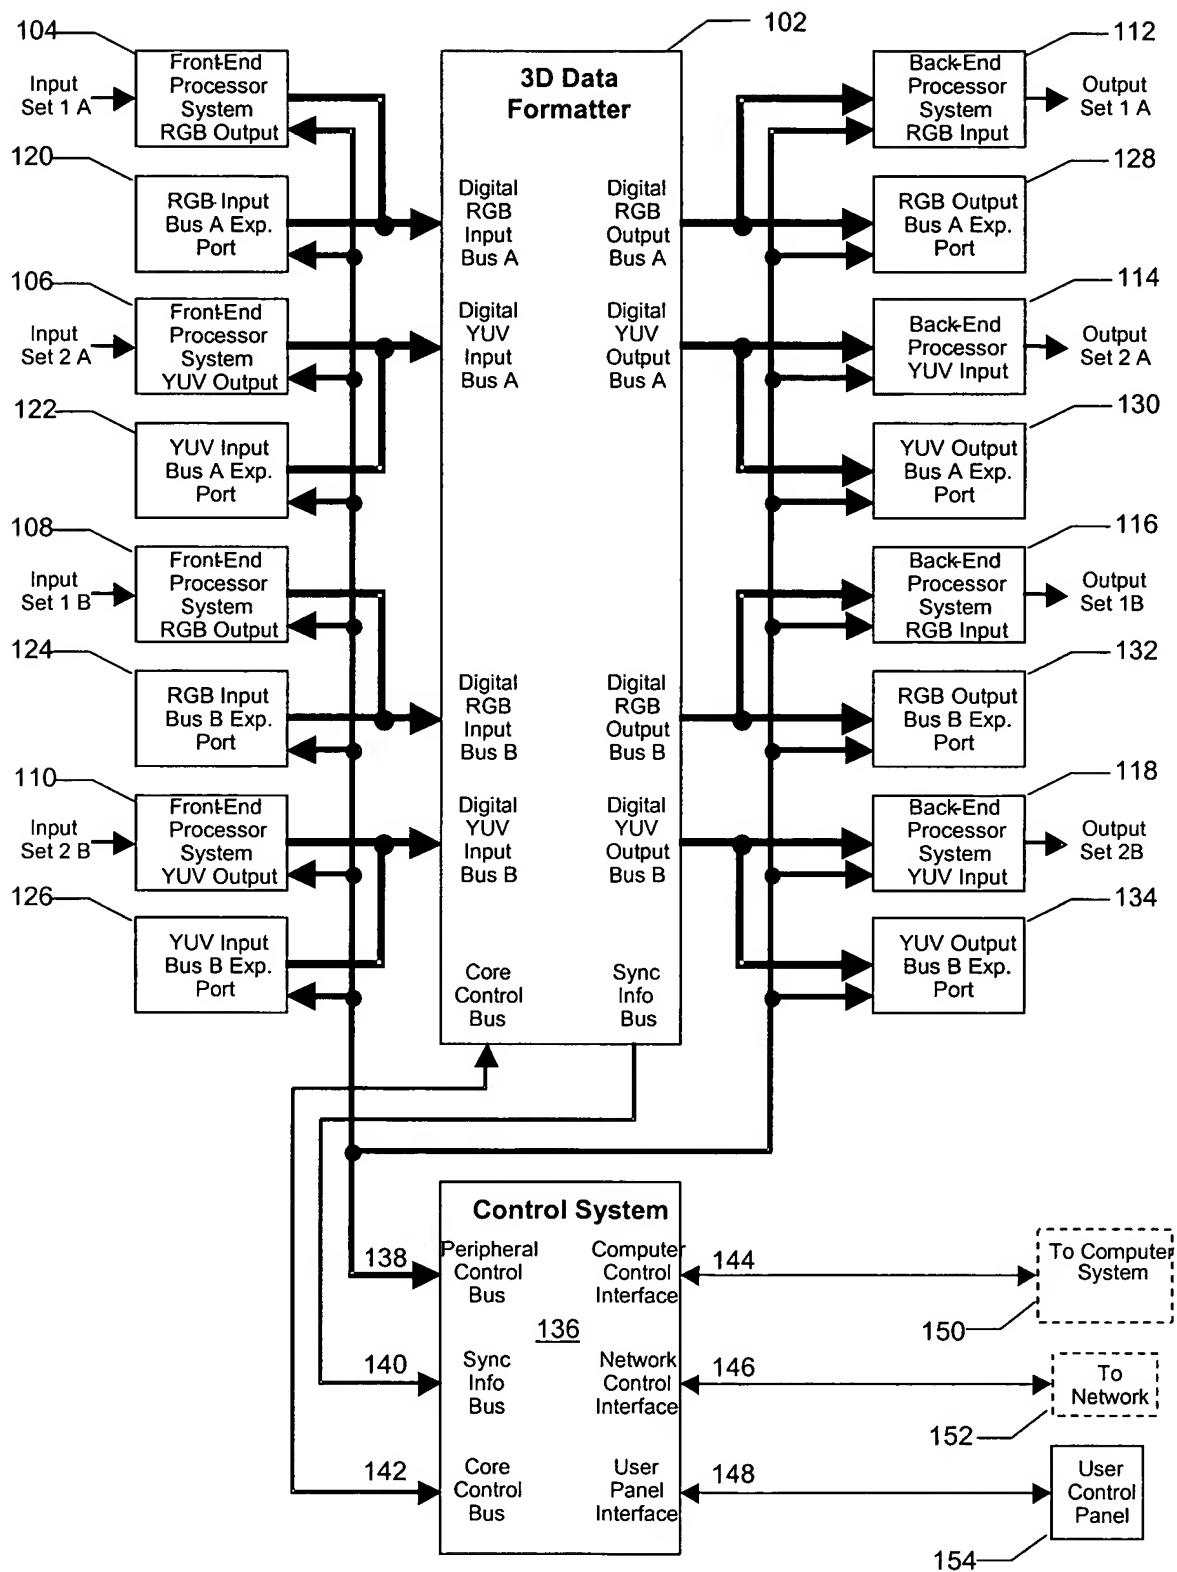 104
Front-End
Processor
System
RGB Output
Input
Set 1 A
120
RGB Input
Bus A Exp.
Port
106
Front-End
Processor
System
YUV Output
Input
Set 2 A
122
YUV Input
Bus A Exp.
Port
108
Front-End
Processor
System
RGB Output
Input
Set 1 B
124
RGB Input
Bus B Exp.
Port
110
Front-End
Processor
System
YUV Output
Input
Set 2 B
126
YUV Input
Bus B Exp.
Port
102
3D Data
Formatter
Digital
RGB
Input
Bus A
Digital
RGB
Output
Bus A
Digital
YUV
Input
Bus A
Digital
YUV
Output
Bus A
Digital
RGB
Input
Bus B
Digital
RGB
Output
Bus B
Digital
YUV
Input
Bus B
Digital
YUV
Output
Bus B
Core
Control
Bus
Sync
Info
Bus
112
Back-End
Processor
System
RGB Input
Output
Set 1 A
128
RGB Output
Bus A Exp.
Port
114
Back-End
Processor
YUV Input
Output
Set 2 A
130
YUV Output
Bus A Exp.
Port
116
Back-End
Processor
System
RGB Input
Output
Set 1B
132
RGB Output
Bus B Exp.
Port
118
Back-End
Processor
System
YUV Input
Output
Set 2B
134
YUV Output
Bus B Exp.
Port
Control System
138
Peripheral
Control
Bus
Computer
Control
Interface
144
To Computer
System
150
136
140
Sync
Info
Bus
Network
Control
Interface
146
To
Network
152
142
Core
Control
Bus
User
Panel
Interface
148
User
Control
Panel
154